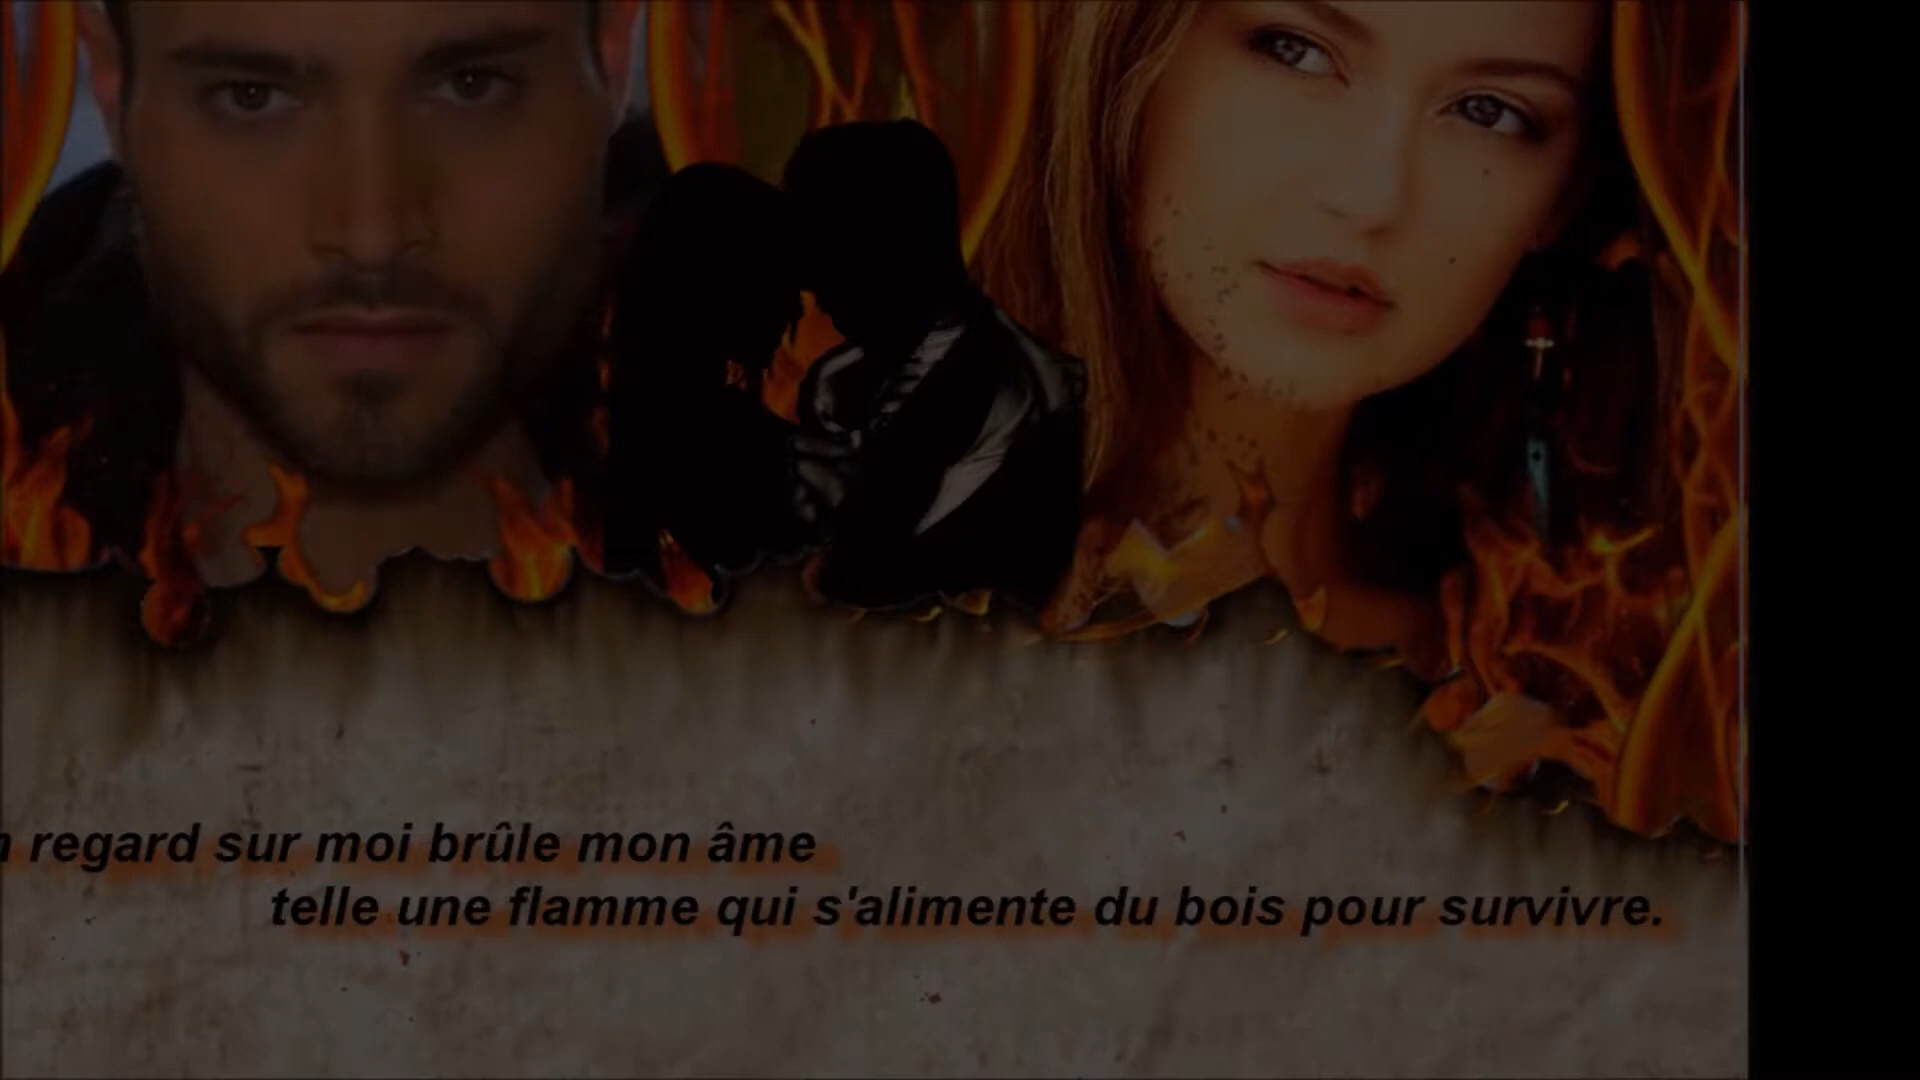 regard sur moi brûle mon âme
telle une flamme qui s'alimente du bois pour survivre.